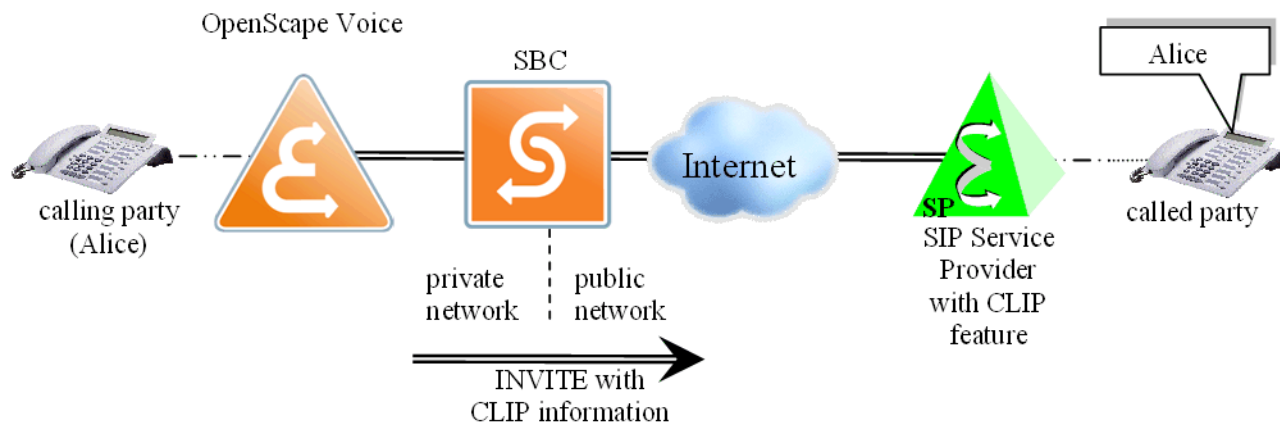 OpenScape Voice
SBC
Alice
Internet
SP
calling party
(Alice)
called party
SIP Service
Provider
with CLIP
feature
private
network
public
network
INVITE with
CLIP information